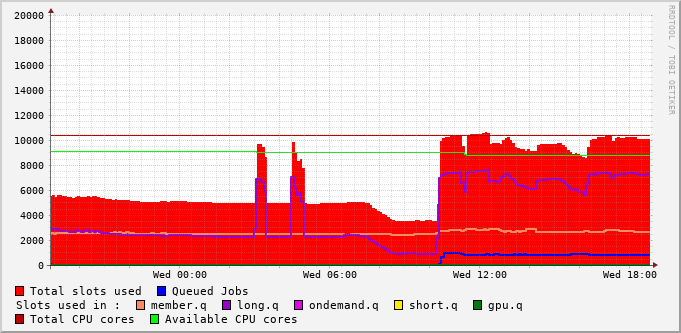 20000
18000
16000
14000
12000
10000
8000
6000
4000
2000
0
Wed 00:00 Wed 06:00 Wed 12:00 Wed 18:00
Total slots used Queued Jobs
Slots used in : member.q long.q ondemand.q short.q gpu.q
Total CPU cores Available CPU cores
RRDTOOL / TOBI OETIKER